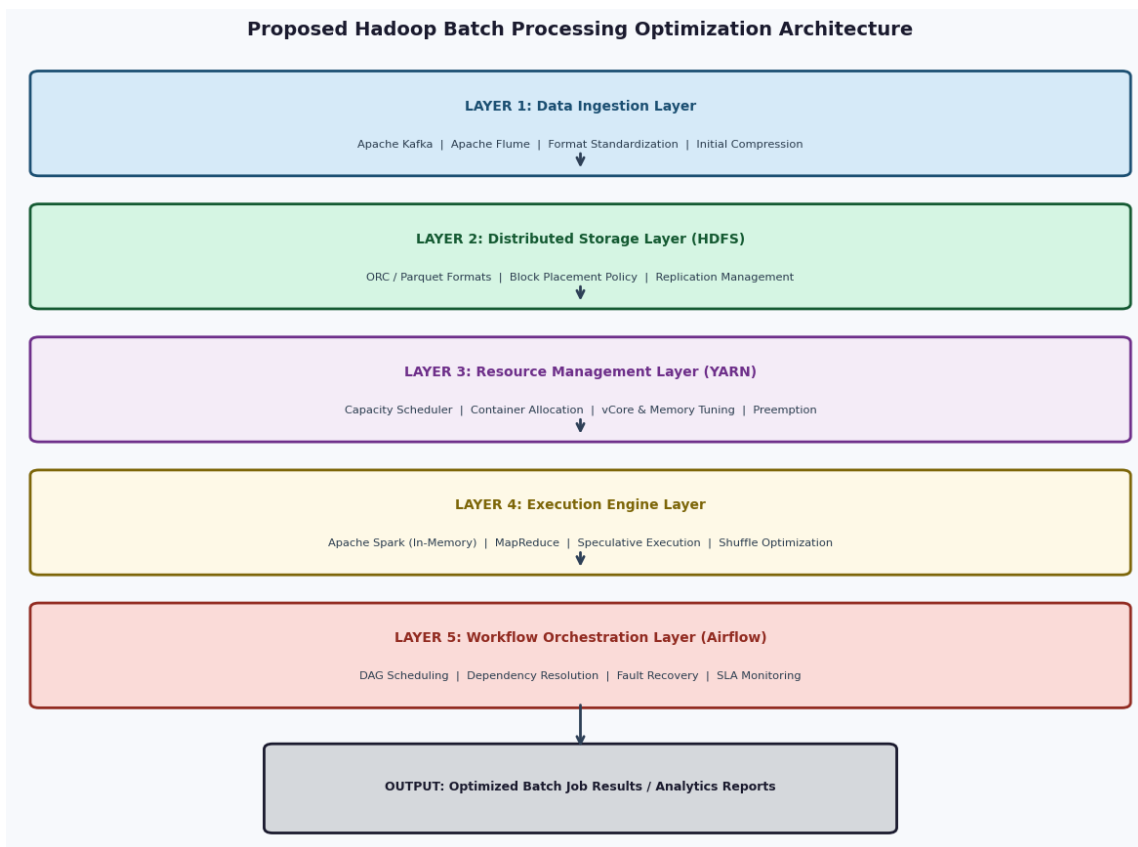 Proposed Hadoop Batch Processing Optimization Architecture
LAYER 1: Data Ingestion Layer
Apache Kafka | Apache Flume | Format Standardization | Initial Compression
LAYER 2: Distributed Storage Layer (HDFS)
ORC / Parquet Formats | Block Placement Policy | Replication Management
LAYER 3: Resource Management Layer (YARN)
Capacity Scheduler | Container Allocation | vCore & Memory Tuning | Preemption
LAYER 4: Execution Engine Layer
Apache Spark (In-Memory) | MapReduce | Speculative Execution | Shuffle Optimization
LAYER 5: Workflow Orchestration Layer (Airflow)
DAG Scheduling | Dependency Resolution | Fault Recovery | SLA Monitoring
OUTPUT: Optimized Batch Job Results / Analytics Reports